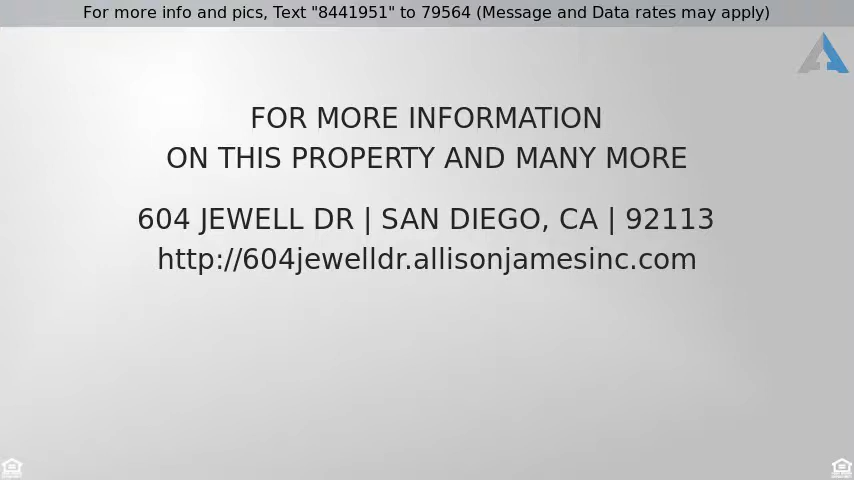 For more info and pics, Text "8441951" to 79564 (Message and Data rates may apply)
FOR MORE INFORMATION
ON THIS PROPERTY AND MANY MORE
604 JEWELL DR | SAN DIEGO, CA | 92113
http://604jewelldr.allisonjamesinc.com